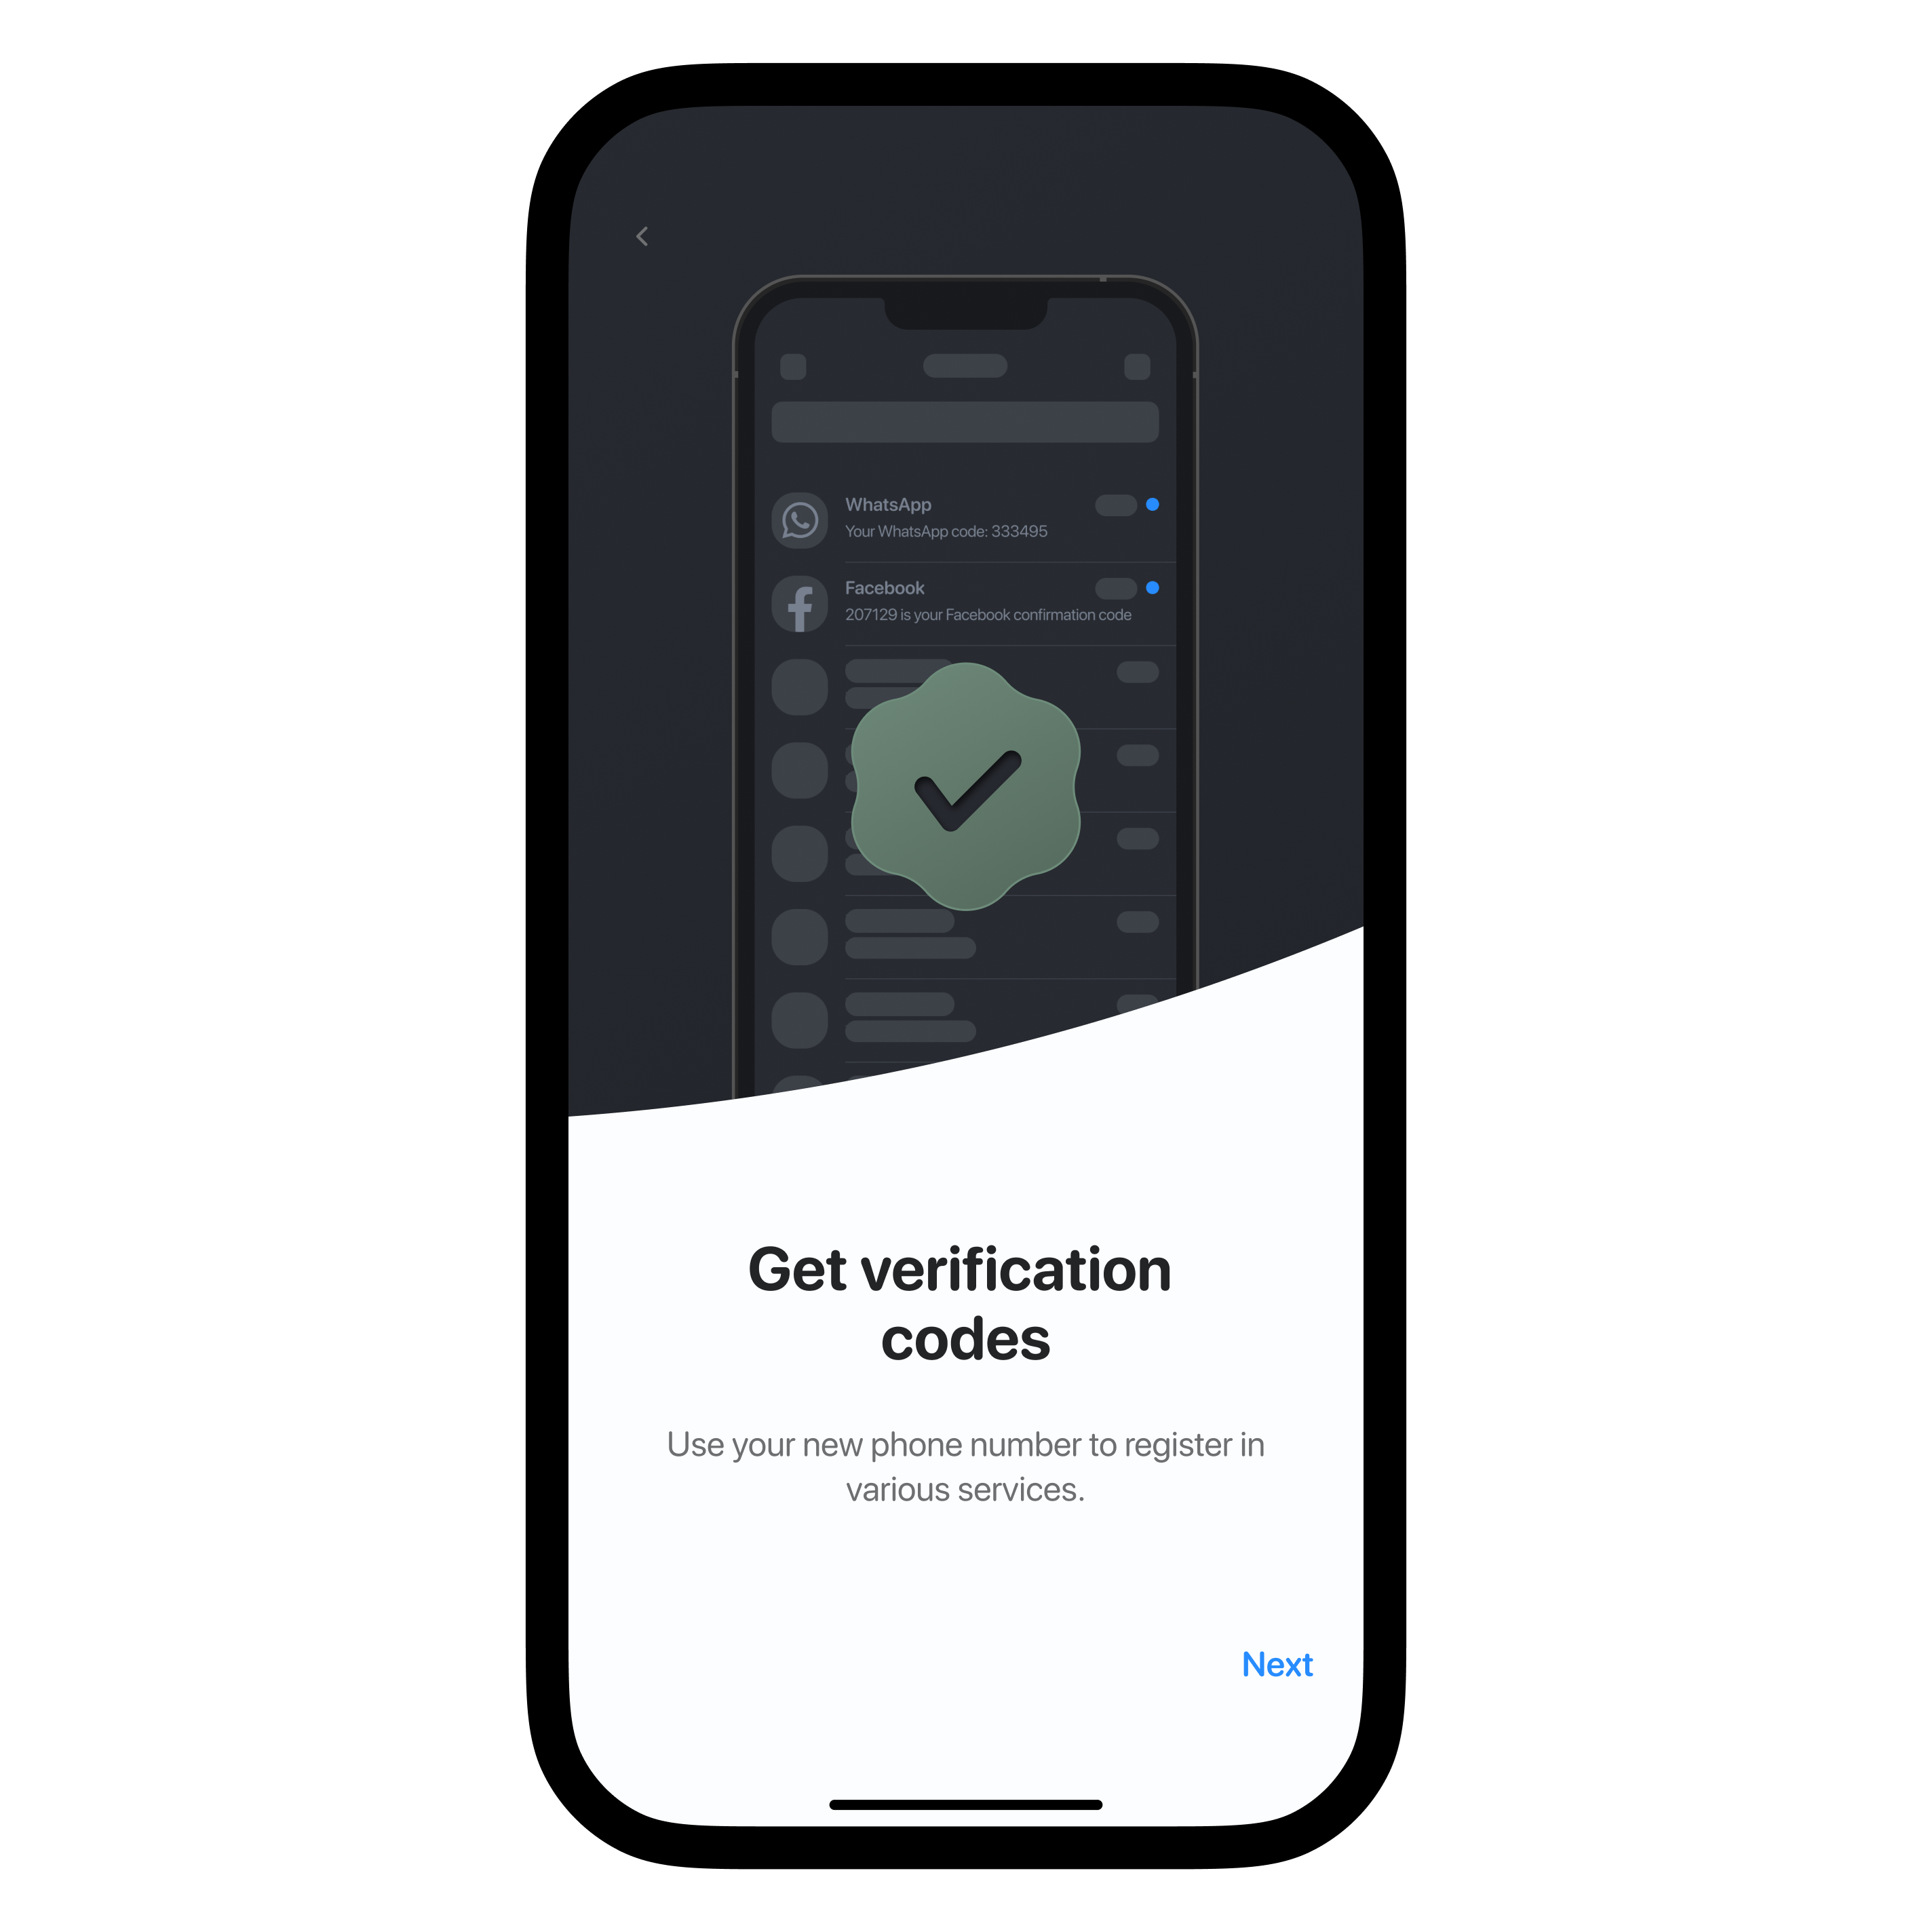 WhatsApp
Your WhatsApp code: 333495
Facebook
207129 is your Facebook confirmation code
Get verification
codes
Use your new phone number to register in
various services.
Next